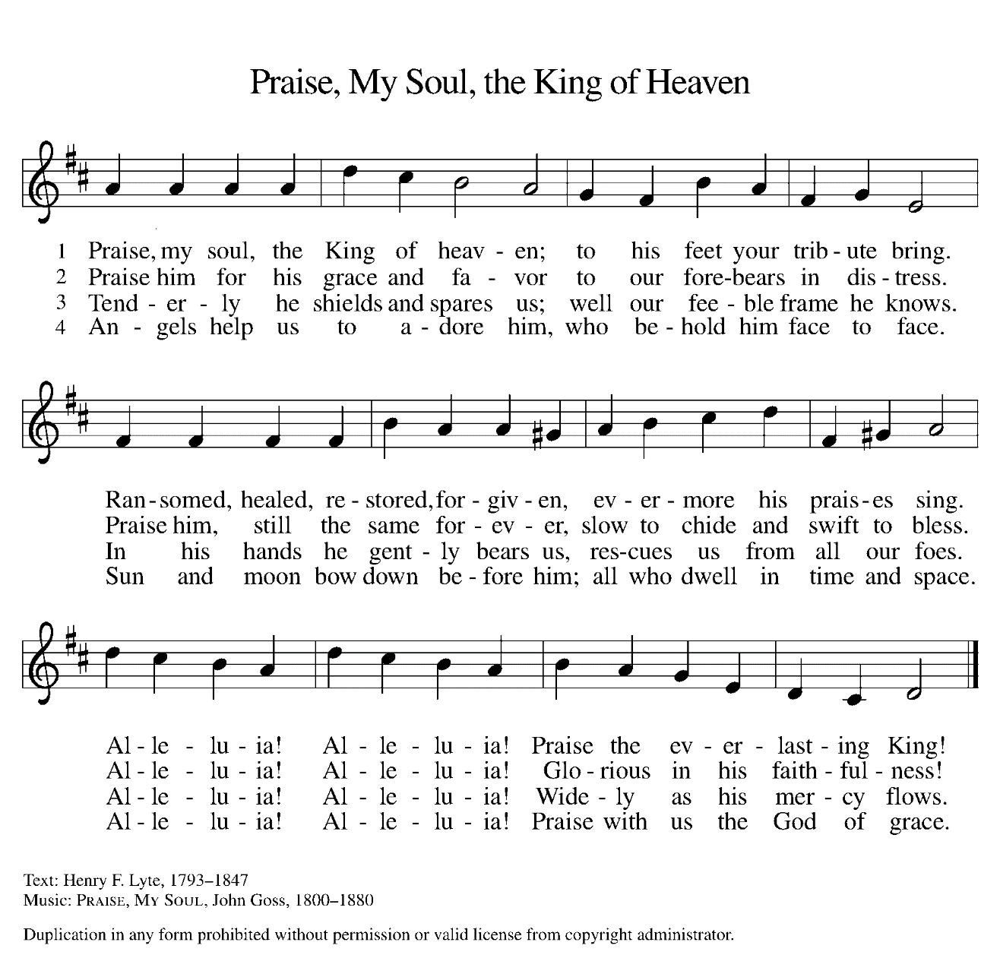 Praise, My Soul, the King of Heaven
1 Praise, my soul, the King of heav - en; to his feet your trib - ute bring.
2 Praise him for his grace and fa - vor to our fore-bears in dis - tress.
3 Tend - er - ly he shields and spares us; well our fee - ble frame he knows.
4 An - gels help us to a - dore him, who be - hold him face to face.
Ran - somed, healed, re - stored, for - giv - en, ev - er - more his prais - es sing.
Praise him, still the same for - ev - er, slow to chide and swift to bless.
In his hands he gent - ly bears us, res-cues us from all our foes.
Sun and moon bow down be - fore him; all who dwell in time and space.
Al - le - lu - ia! Al - le - lu - ia! Praise the ev - er - last - ing King!
Al - le - lu - ia! Al - le - lu - ia! Glo - rious in his faith - ful - ness!
Al - le - lu - ia! Al - le - lu - ia! Wide - ly as his mer - cy flows.
Al - le - lu - ia! Al - le - lu - ia! Praise with us the God of grace.
Text: Henry F. Lyte, 1793–1847
Music: PRAISE, MY SOUL, John Goss, 1800–1880
Duplication in any form prohibited without permission or valid license from copyright administrator.